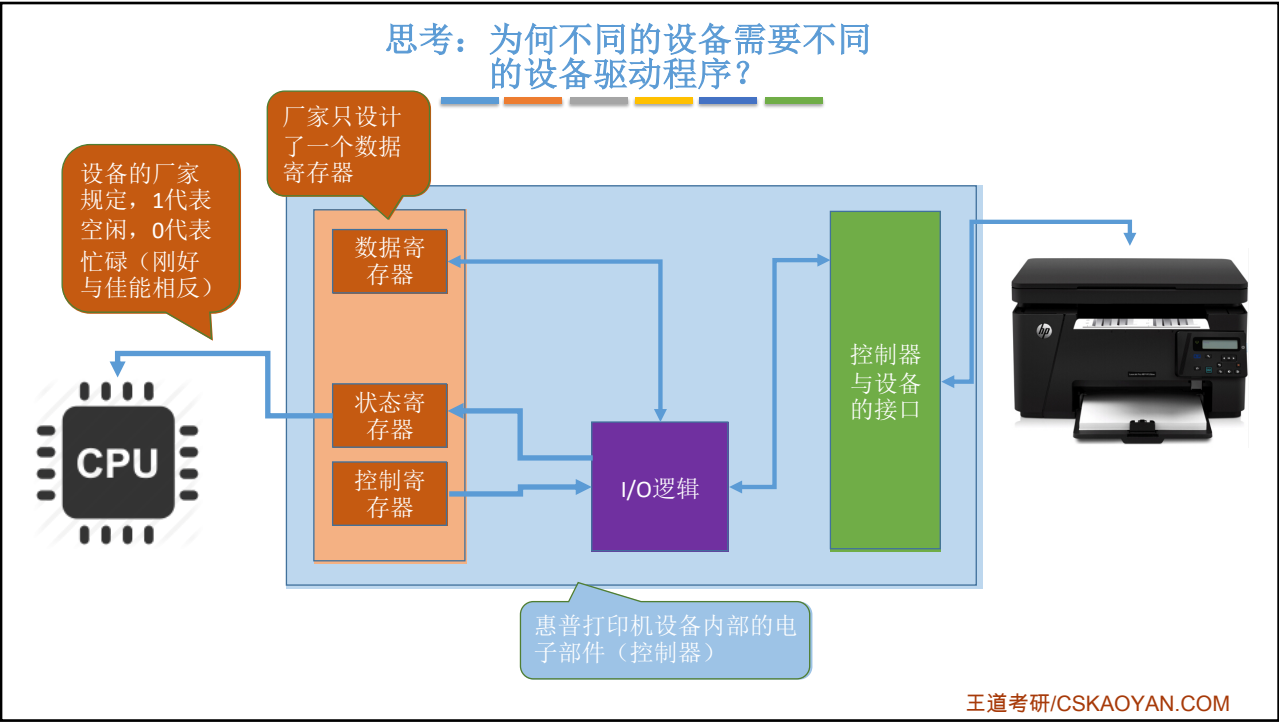 思考：为何不同的设备需要不同
的设备驱动程序？
厂家只设计
了一个数据
寄存器
设备的厂家
规定，1代表
空闲，0代表
忙碌（刚好
与佳能相反）
数据寄
存器
状态寄
存器
控制寄
存器
I/O逻辑
控制器
与设备
的接口
CPU
hp
惠普打印机设备内部的电
子部件（控制器）
王道考研/CSKAOYAN.COM